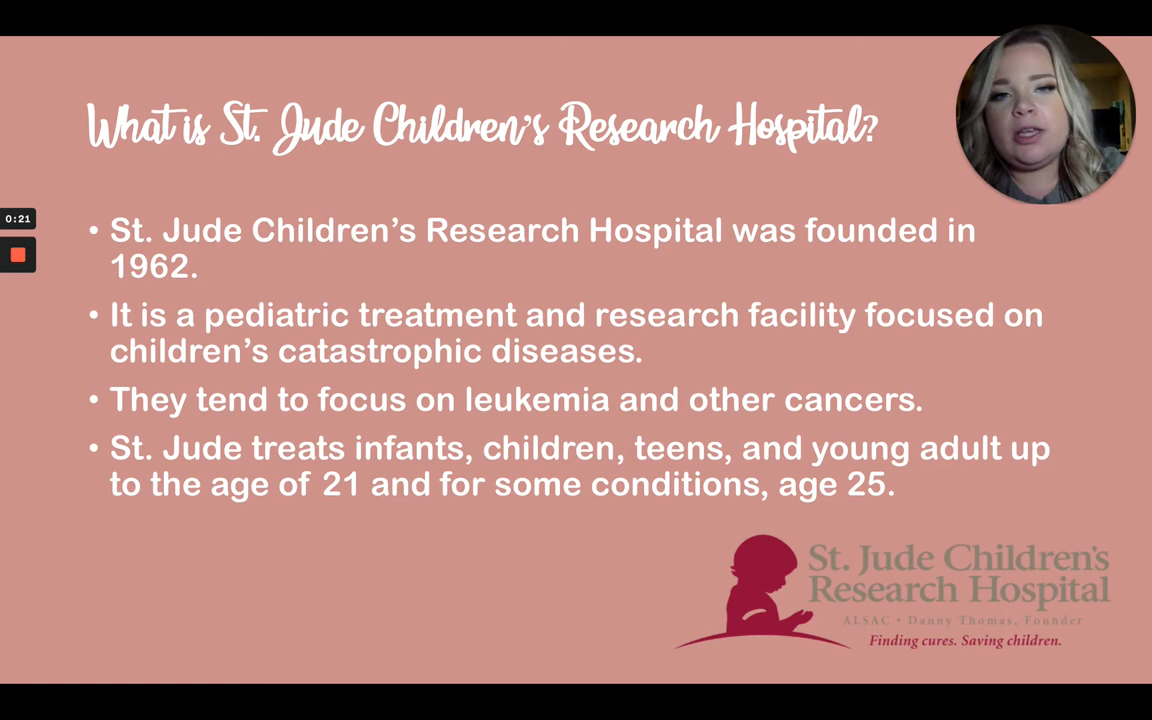 What is St. Jude Children's Research Hospital?
0:21
• St. Jude Children's Research Hospital was founded in
1962.
• It is a pediatric treatment and research facility focused on
children's catastrophic diseases.
• They tend to focus on leukemia and other cancers.
• St. Jude treats infants, children, teens, and young adult up
to the age of 21 and for some conditions, age 25.
St. Jude Children's
Research Hospital
ALSAC • Danny Thomas, Founder
Finding cures. Saving children.